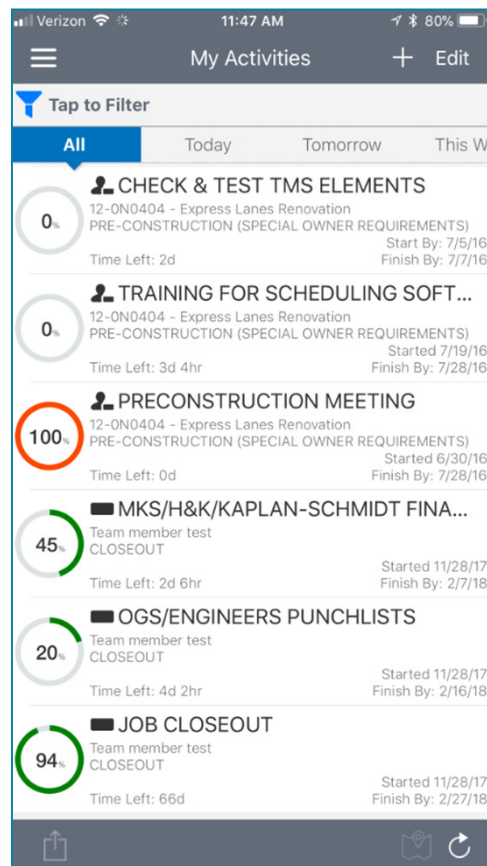 Verizon 11:47 AM 80%
My Activities Edit
Tap to Filter
All Today Tomorrow This W
CHECK & TEST TMS ELEMENTS
12-0N0404 - Express Lanes Renovation
PRE-CONSTRUCTION (SPECIAL OWNER REQUIREMENTS)
0%
Start By: 7/5/16
Time Left: 2d Finish By: 7/7/16
TRAINING FOR SCHEDULING SOFT...
12-0N0404 - Express Lanes Renovation
PRE-CONSTRUCTION (SPECIAL OWNER REQUIREMENTS)
0%
Started 7/19/16
Time Left: 3d 4hr Finish By: 7/28/16
PRECONSTRUCTION MEETING
12-0N0404 - Express Lanes Renovation
PRE-CONSTRUCTION (SPECIAL OWNER REQUIREMENTS)
100%
Started 6/30/16
Time Left: 0d Finish By: 7/28/16
MKS/H&K/KAPLAN-SCHMIDT FINA...
Team member test
CLOSEOUT
45%
Started 11/28/17
Time Left: 2d 6hr Finish By: 2/7/18
OGS/ENGINEERS PUNCHLISTS
Team member test
CLOSEOUT
20%
Started 11/28/17
Time Left: 4d 2hr Finish By: 2/16/18
JOB CLOSEOUT
Team member test
CLOSEOUT
94%
Started 11/28/17
Time Left: 66d Finish By: 2/27/18